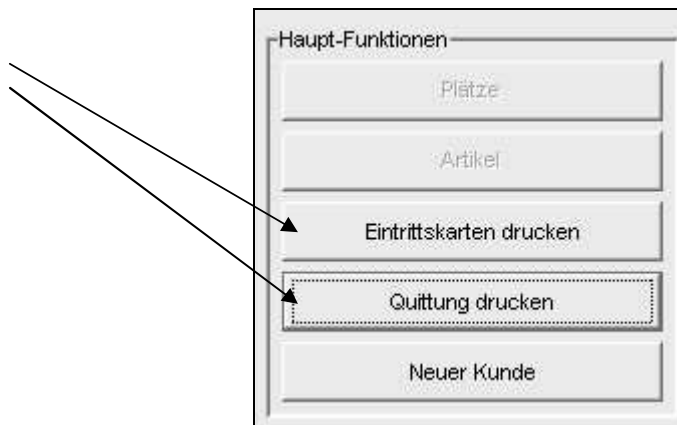 Haupt-Funktionen
Plätze
Artikel
Eintrittskarten drucken
Quittung drucken
Neuer Kunde